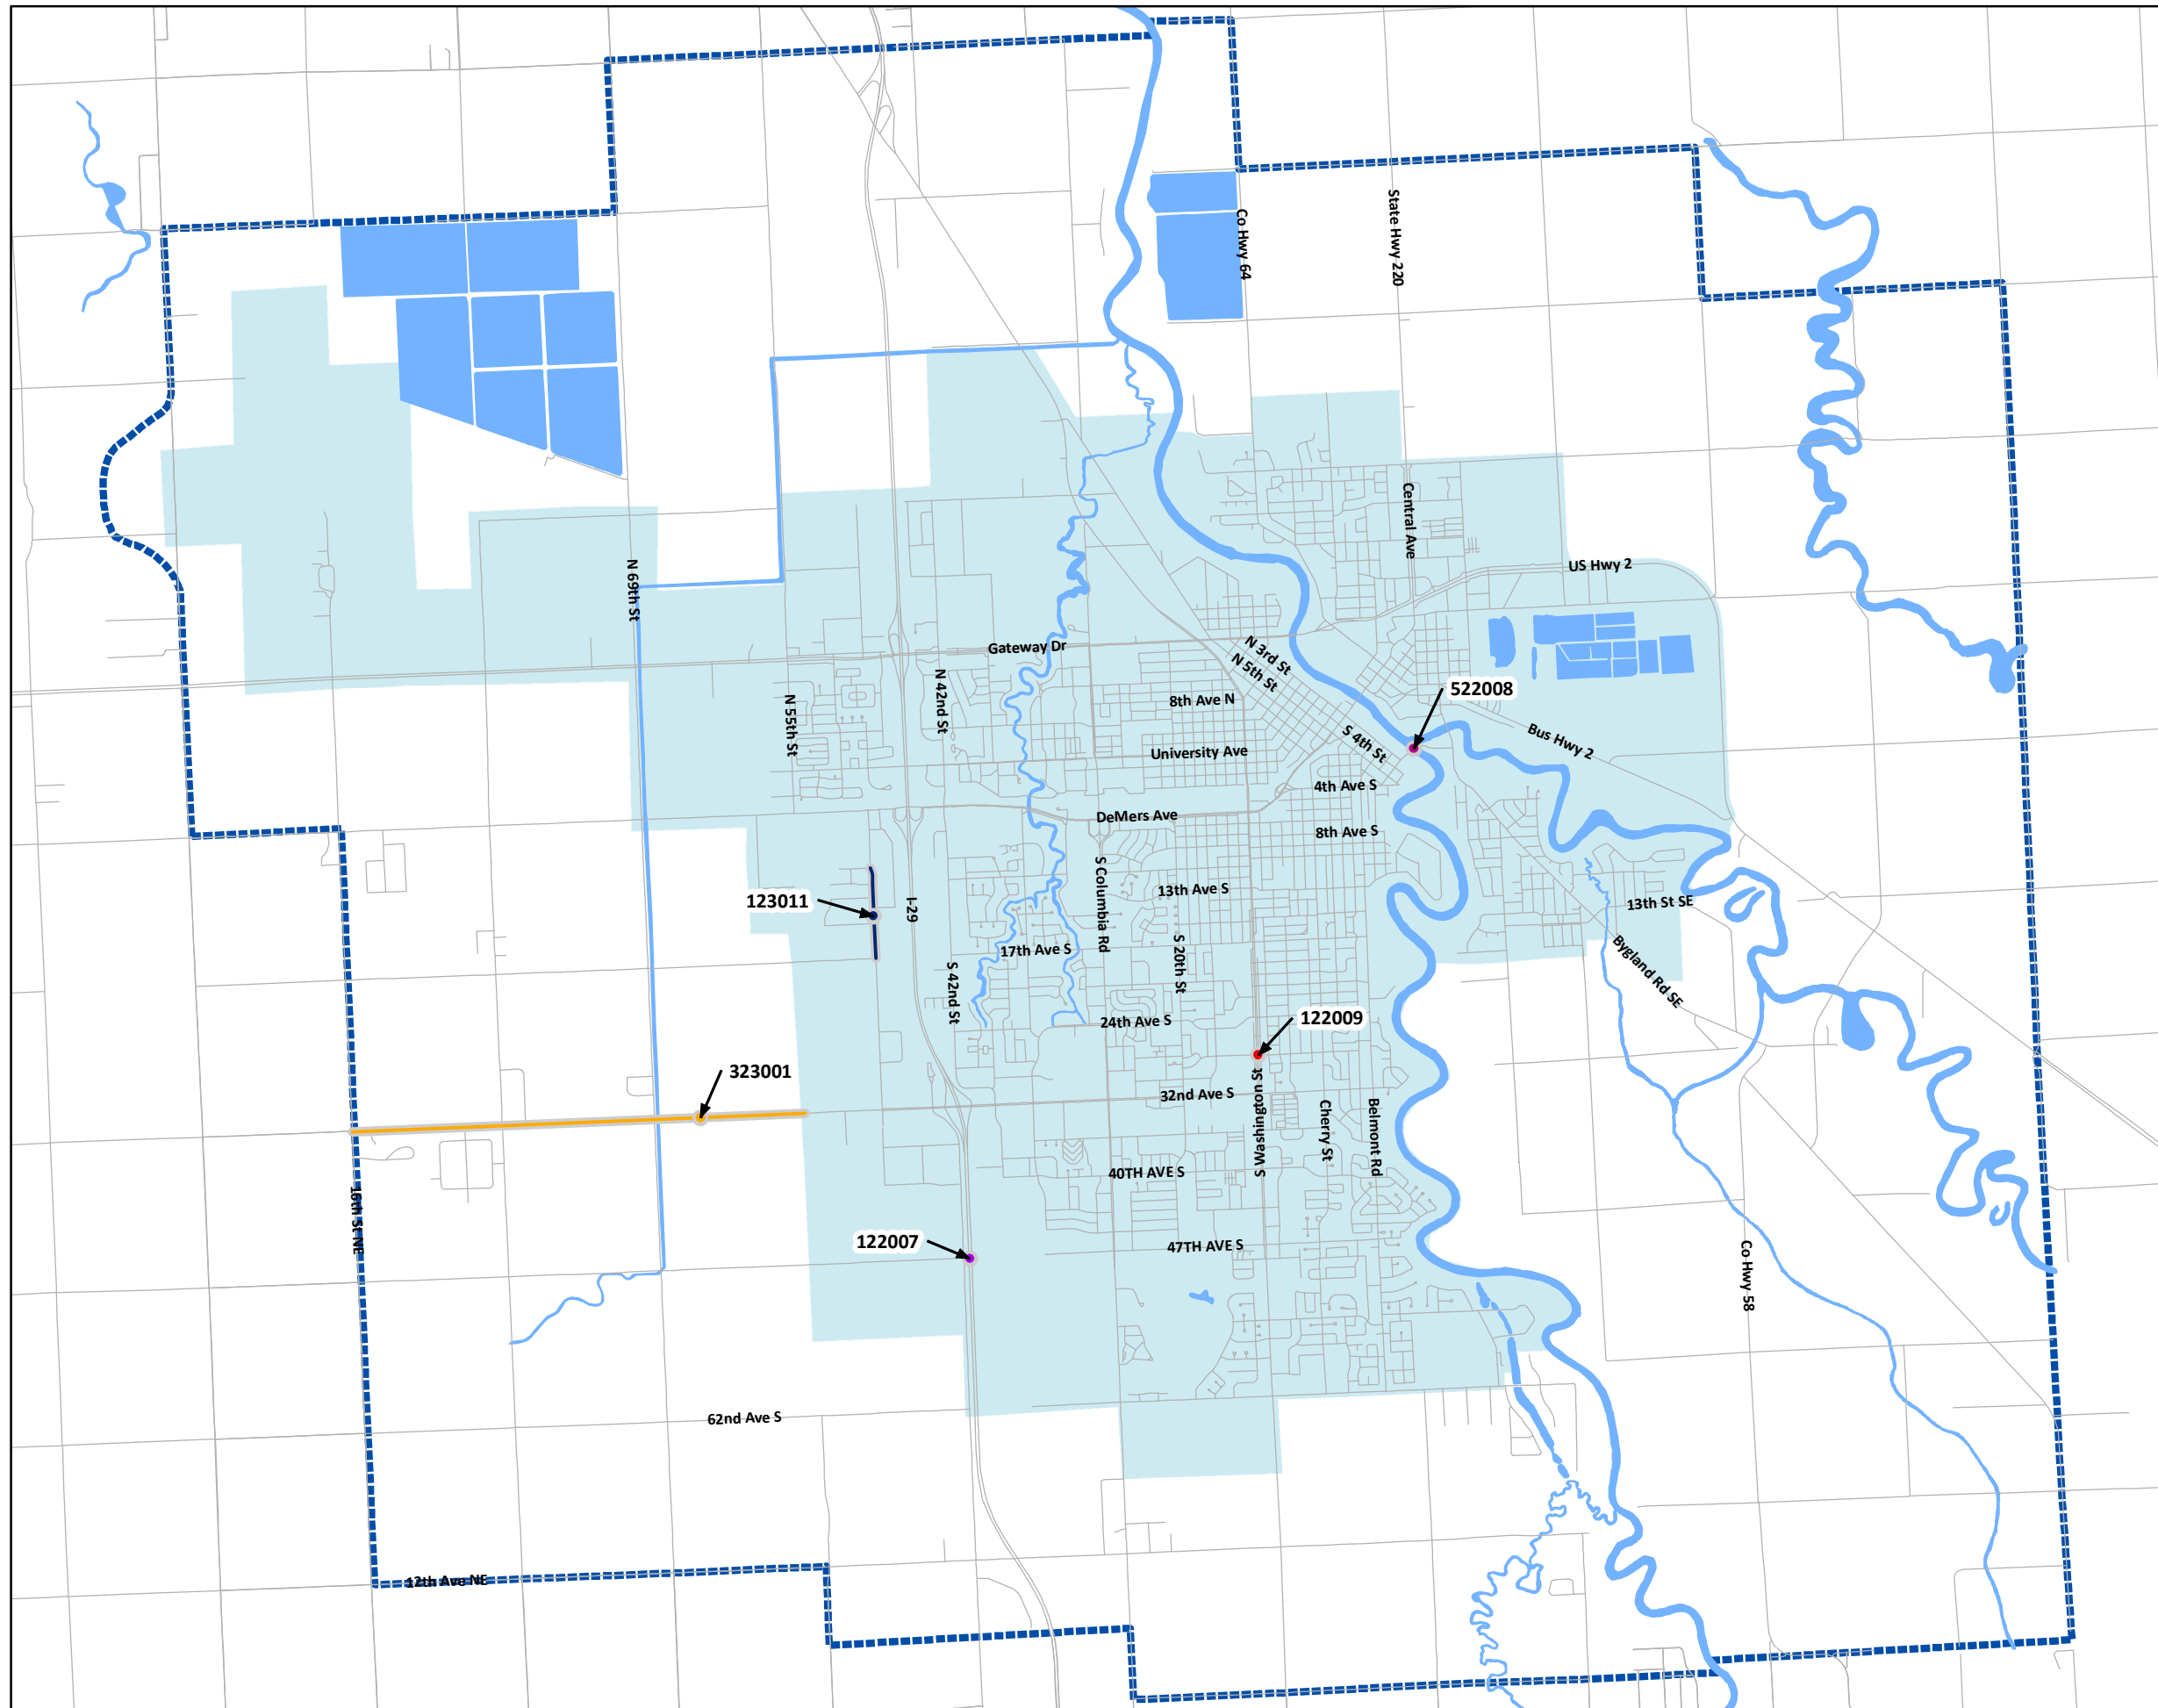 Co Hwy 64
State Hwy 220
Central Ave
US Hwy 2
N 69th St
Gateway Dr
N 3rd St
N 5th St
522008
N 42nd St
N 55th St
8th Ave N
S 4th St
Bus Hwy 2
University Ave
4th Ave S
DeMers Ave
8th Ave S
S Columbia Rd
13th Ave S
123011
I-29
13th St SE
17th Ave S
S 20th St
Bygland Rd SE
S 42nd St
24th Ave S
122009
323001
32nd Ave S
S Washington St
Cherry St
Belmont Rd
40TH AVE S
16th St NE
122007
47TH AVE S
Co Hwy 58
62nd Ave S
12th Ave NE